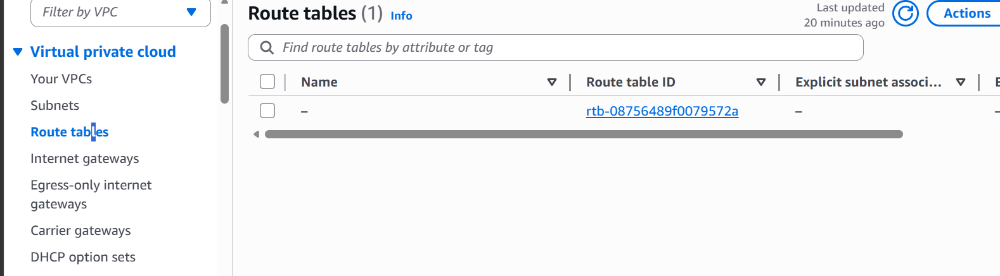 Filter by VPC
Virtual private cloud
Your VPCs
Subnets
Route tables
Internet gateways
Egress-only internet
gateways
Carrier gateways
DHCP option sets
Route tables (1) Info
Last updated
20 minutes ago
Actions
Find route tables by attribute or tag
Name Route table ID Explicit subnet associ...
– rtb-08756489f0079572a –